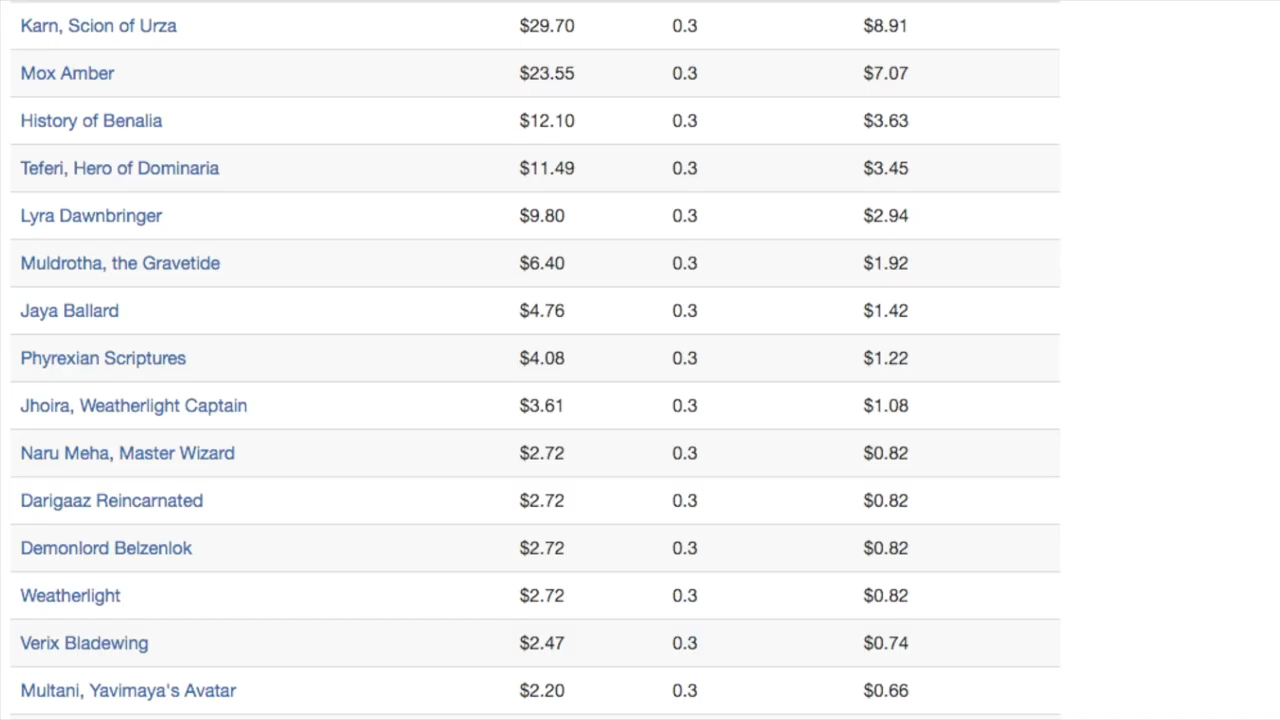 Karn, Scion of Urza $29.70 0.3 $8.91
Mox Amber $23.55 0.3 $7.07
History of Benalia $12.10 0.3 $3.63
Teferi, Hero of Dominaria $11.49 0.3 $3.45
Lyra Dawnbringer $9.80 0.3 $2.94
Muldrotha, the Gravetide $6.40 0.3 $1.92
Jaya Ballard $4.76 0.3 $1.42
Phyrexian Scriptures $4.08 0.3 $1.22
Jhoira, Weatherlight Captain $3.61 0.3 $1.08
Naru Meha, Master Wizard $2.72 0.3 $0.82
Darigaaz Reincarnated $2.72 0.3 $0.82
Demonlord Belzenlok $2.72 0.3 $0.82
Weatherlight $2.72 0.3 $0.82
Verix Bladewing $2.47 0.3 $0.74
Multani, Yavimaya's Avatar $2.20 0.3 $0.66